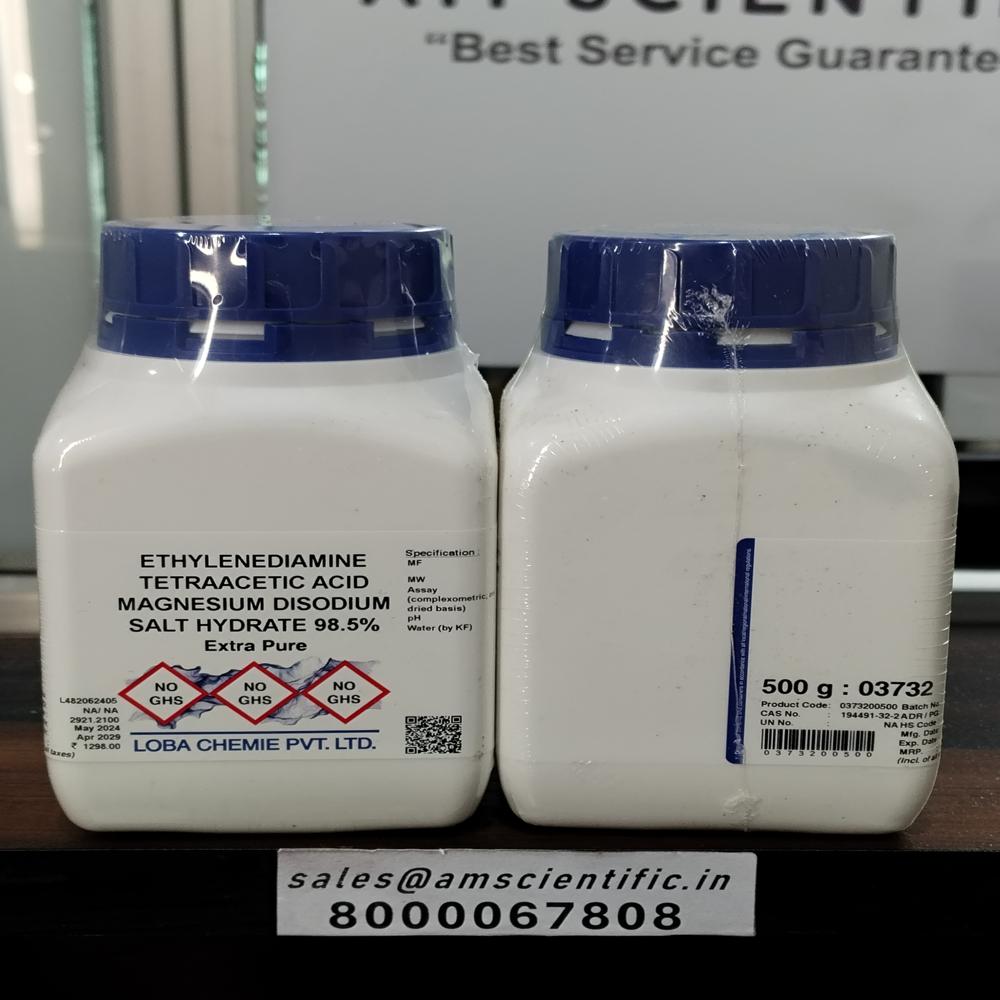 SCIENTIFI
“Best Service Guarante
ETHYLENEDIAMINE
TETRAACETIC ACID
MAGNESIUM DISODIUM
SALT HYDRATE 98.5%
Extra Pure
Specification :
MF
MW
Assay
(complexometric,
dried basis)
pH
Water (by KF)
NO GHS
NO GHS
NO GHS
L482062405
NA/ NA
2921.2100
May 2024
Apr 2029
₹ 1298.00
taxes)
LOBA CHEMIE PVT. LTD.
500 g : 03732
Product Code: 0373200500 Batch No.
CAS No. : 194491-32-2 ADR / PG
UN No. NA HS Code
Mfg. Date
Exp. Date
MRP.
(Incl. of all
0373200500
sales@amscientific.in
8000067808